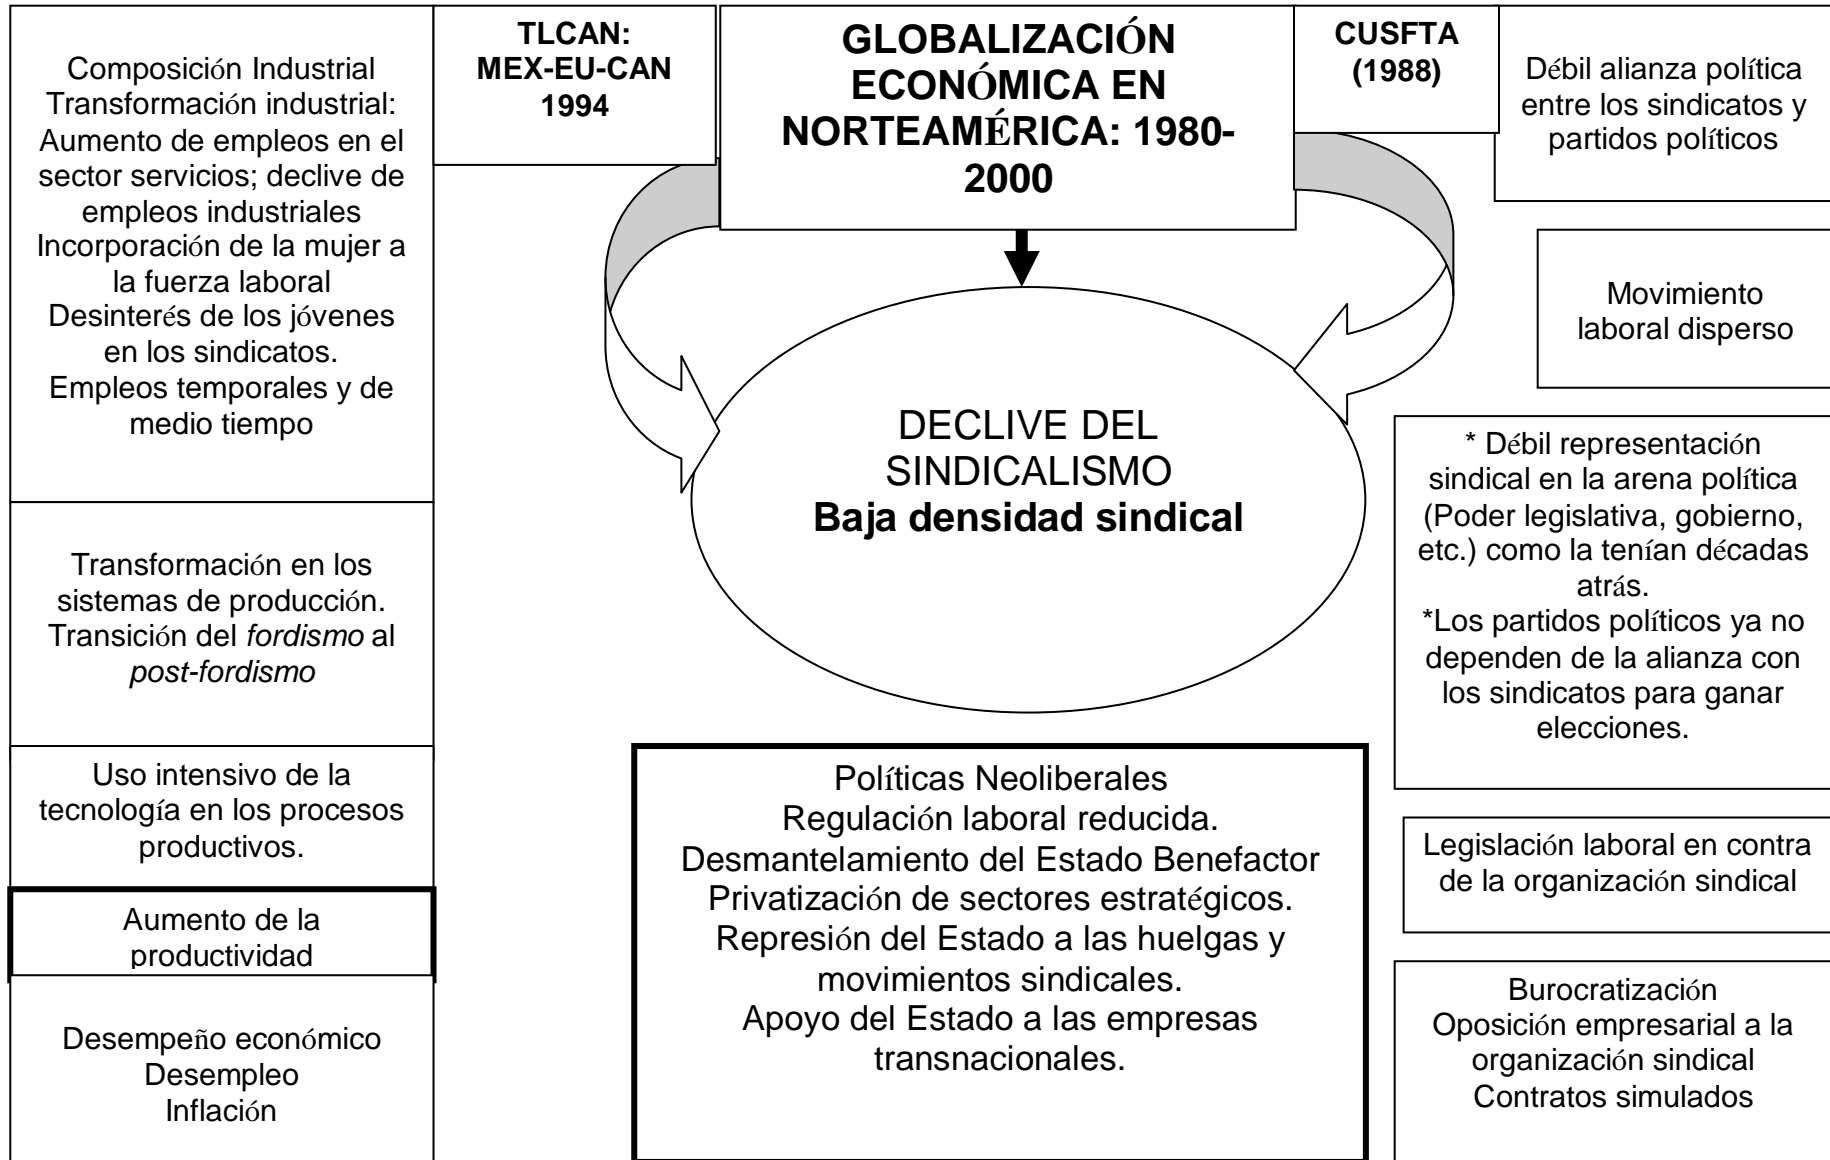 Composición Industrial
Transformación industrial:
Aumento de empleos en el
sector servicios; declive de
empleos industriales
Incorporación de la mujer a
la fuerza laboral
Desinterés de los jóvenes
en los sindicatos.
Empleos temporales y de
medio tiempo
Transformación en los
sistemas de producción.
Transición del fordismo al
post-fordismo
Uso intensivo de la
tecnología en los procesos
productivos.
Aumento de la
productividad
Desempeño económico
Desempleo
Inflación
TLCAN:
MEX-EU-CAN
1994
GLOBALIZACIÓN
ECONÓMICA EN
NORTEAMÉRICA: 1980-
2000
CUSFTA
(1988)
DECLIVE DEL
SINDICALISMO
Baja densidad sindical
Políticas Neoliberales
Regulación laboral reducida.
Desmantelamiento del Estado Benefactor
Privatización de sectores estratégicos.
Represión del Estado a las huelgas y
movimientos sindicales.
Apoyo del Estado a las empresas
transnacionales.
Débil alianza política
entre los sindicatos y
partidos políticos
Movimiento
laboral disperso
* Débil representación
sindical en la arena política
(Poder legislativa, gobierno,
etc.) como la tenían décadas
atrás.
*Los partidos políticos ya no
dependen de la alianza con
los sindicatos para ganar
elecciones.
Legislación laboral en contra
de la organización sindical
Burocratización
Oposición empresarial a la
organización sindical
Contratos simulados